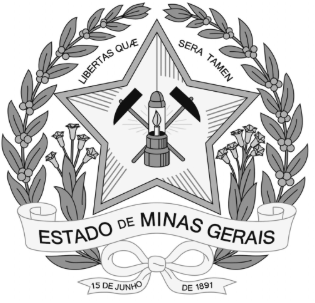 LIBERTAS QUÆ SERA TAMEN
ESTADO DE MINAS GERAIS
15 DE JUNHO DE 1891